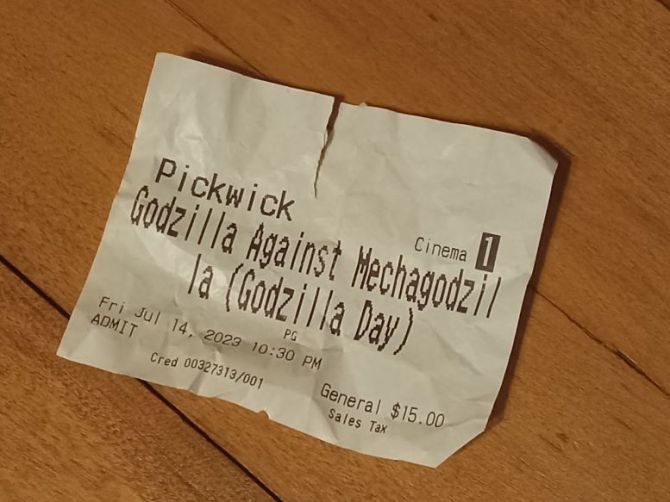 Pickwick
Cinema 1
Godzilla Against Mechagodzil
la (Godzilla Day)
PG
Fri Jul 14, 2023 10:30 PM
ADMIT
Cred 00327313/001
General $15.00
Sales Tax